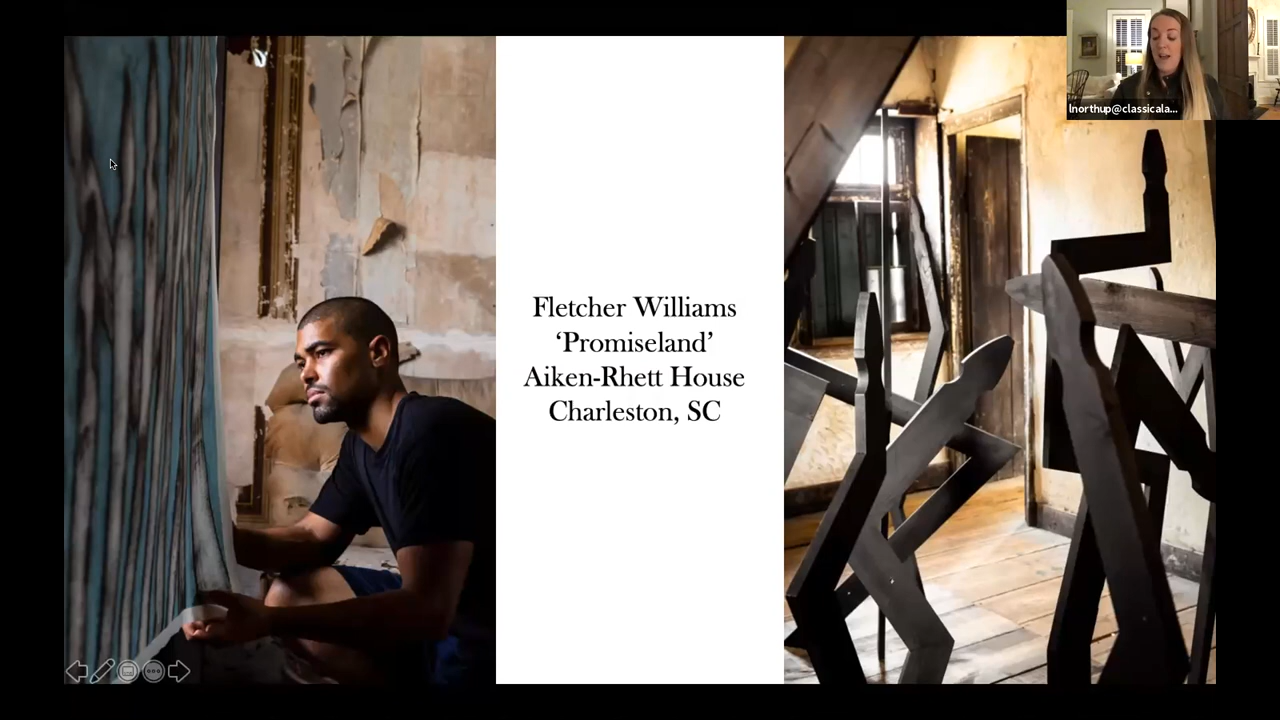 lnorthup@classicala...
Fletcher Williams
‘Promiseland’
Aiken-Rhett House
Charleston, SC